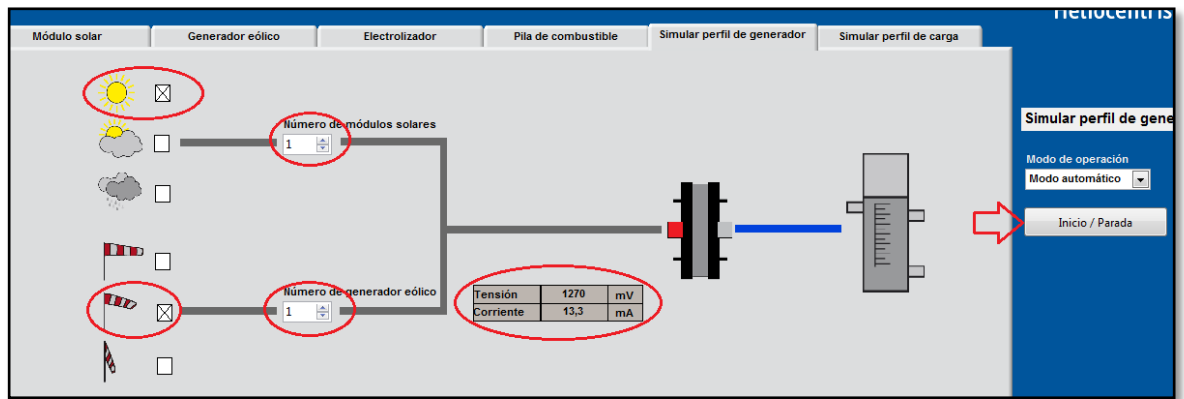 Heliocentris
Módulo solar
Generador eólico
Electrolizador
Pila de combustible
Simular perfil de generador
Simular perfil de carga
Número de módulos solares
1
Simular perfil de gene
Modo de operación
Modo automático
Inicio / Parada
Número de generador eólico
1
Tensión 1270 mV
Corriente 13,3 mA